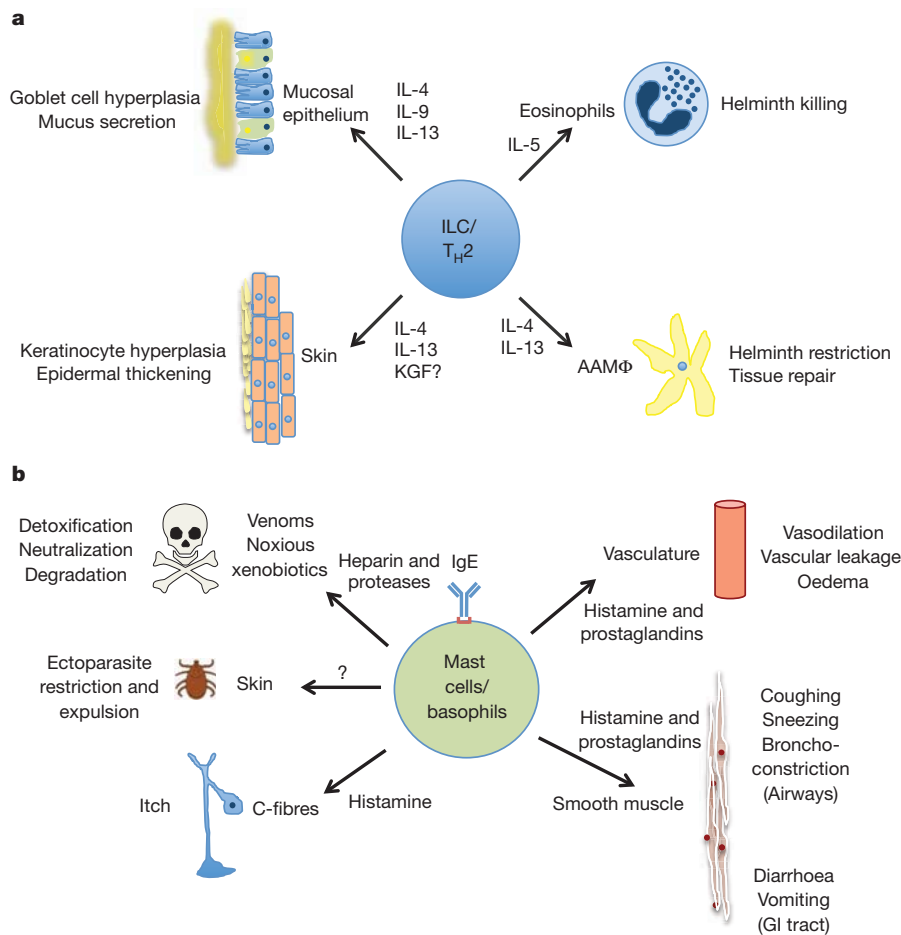 a
Goblet cell hyperplasia
Mucus secretion
Mucosal
epithelium
IL-4
IL-9
IL-13
Eosinophils
IL-5
Helminth killing
ILC/
TH2
Keratinocyte hyperplasia
Epidermal thickening
Skin
IL-4
IL-13
KGF?
IL-4
IL-13
AAMΦ
Helminth restriction
Tissue repair
b
Detoxification
Neutralization
Degradation
Venoms
Noxious
xenobiotics
Heparin and
proteases
IgE
Vasculature
Histamine and
prostaglandins
Vasodilation
Vascular leakage
Oedema
Mast
cells/
basophils
Ectoparasite
restriction and
expulsion
Skin
?
Itch
C-fibres
Histamine
Histamine and
prostaglandins
Smooth muscle
Coughing
Sneezing
Broncho-
constriction
(Airways)
Diarrhoea
Vomiting
(GI tract)